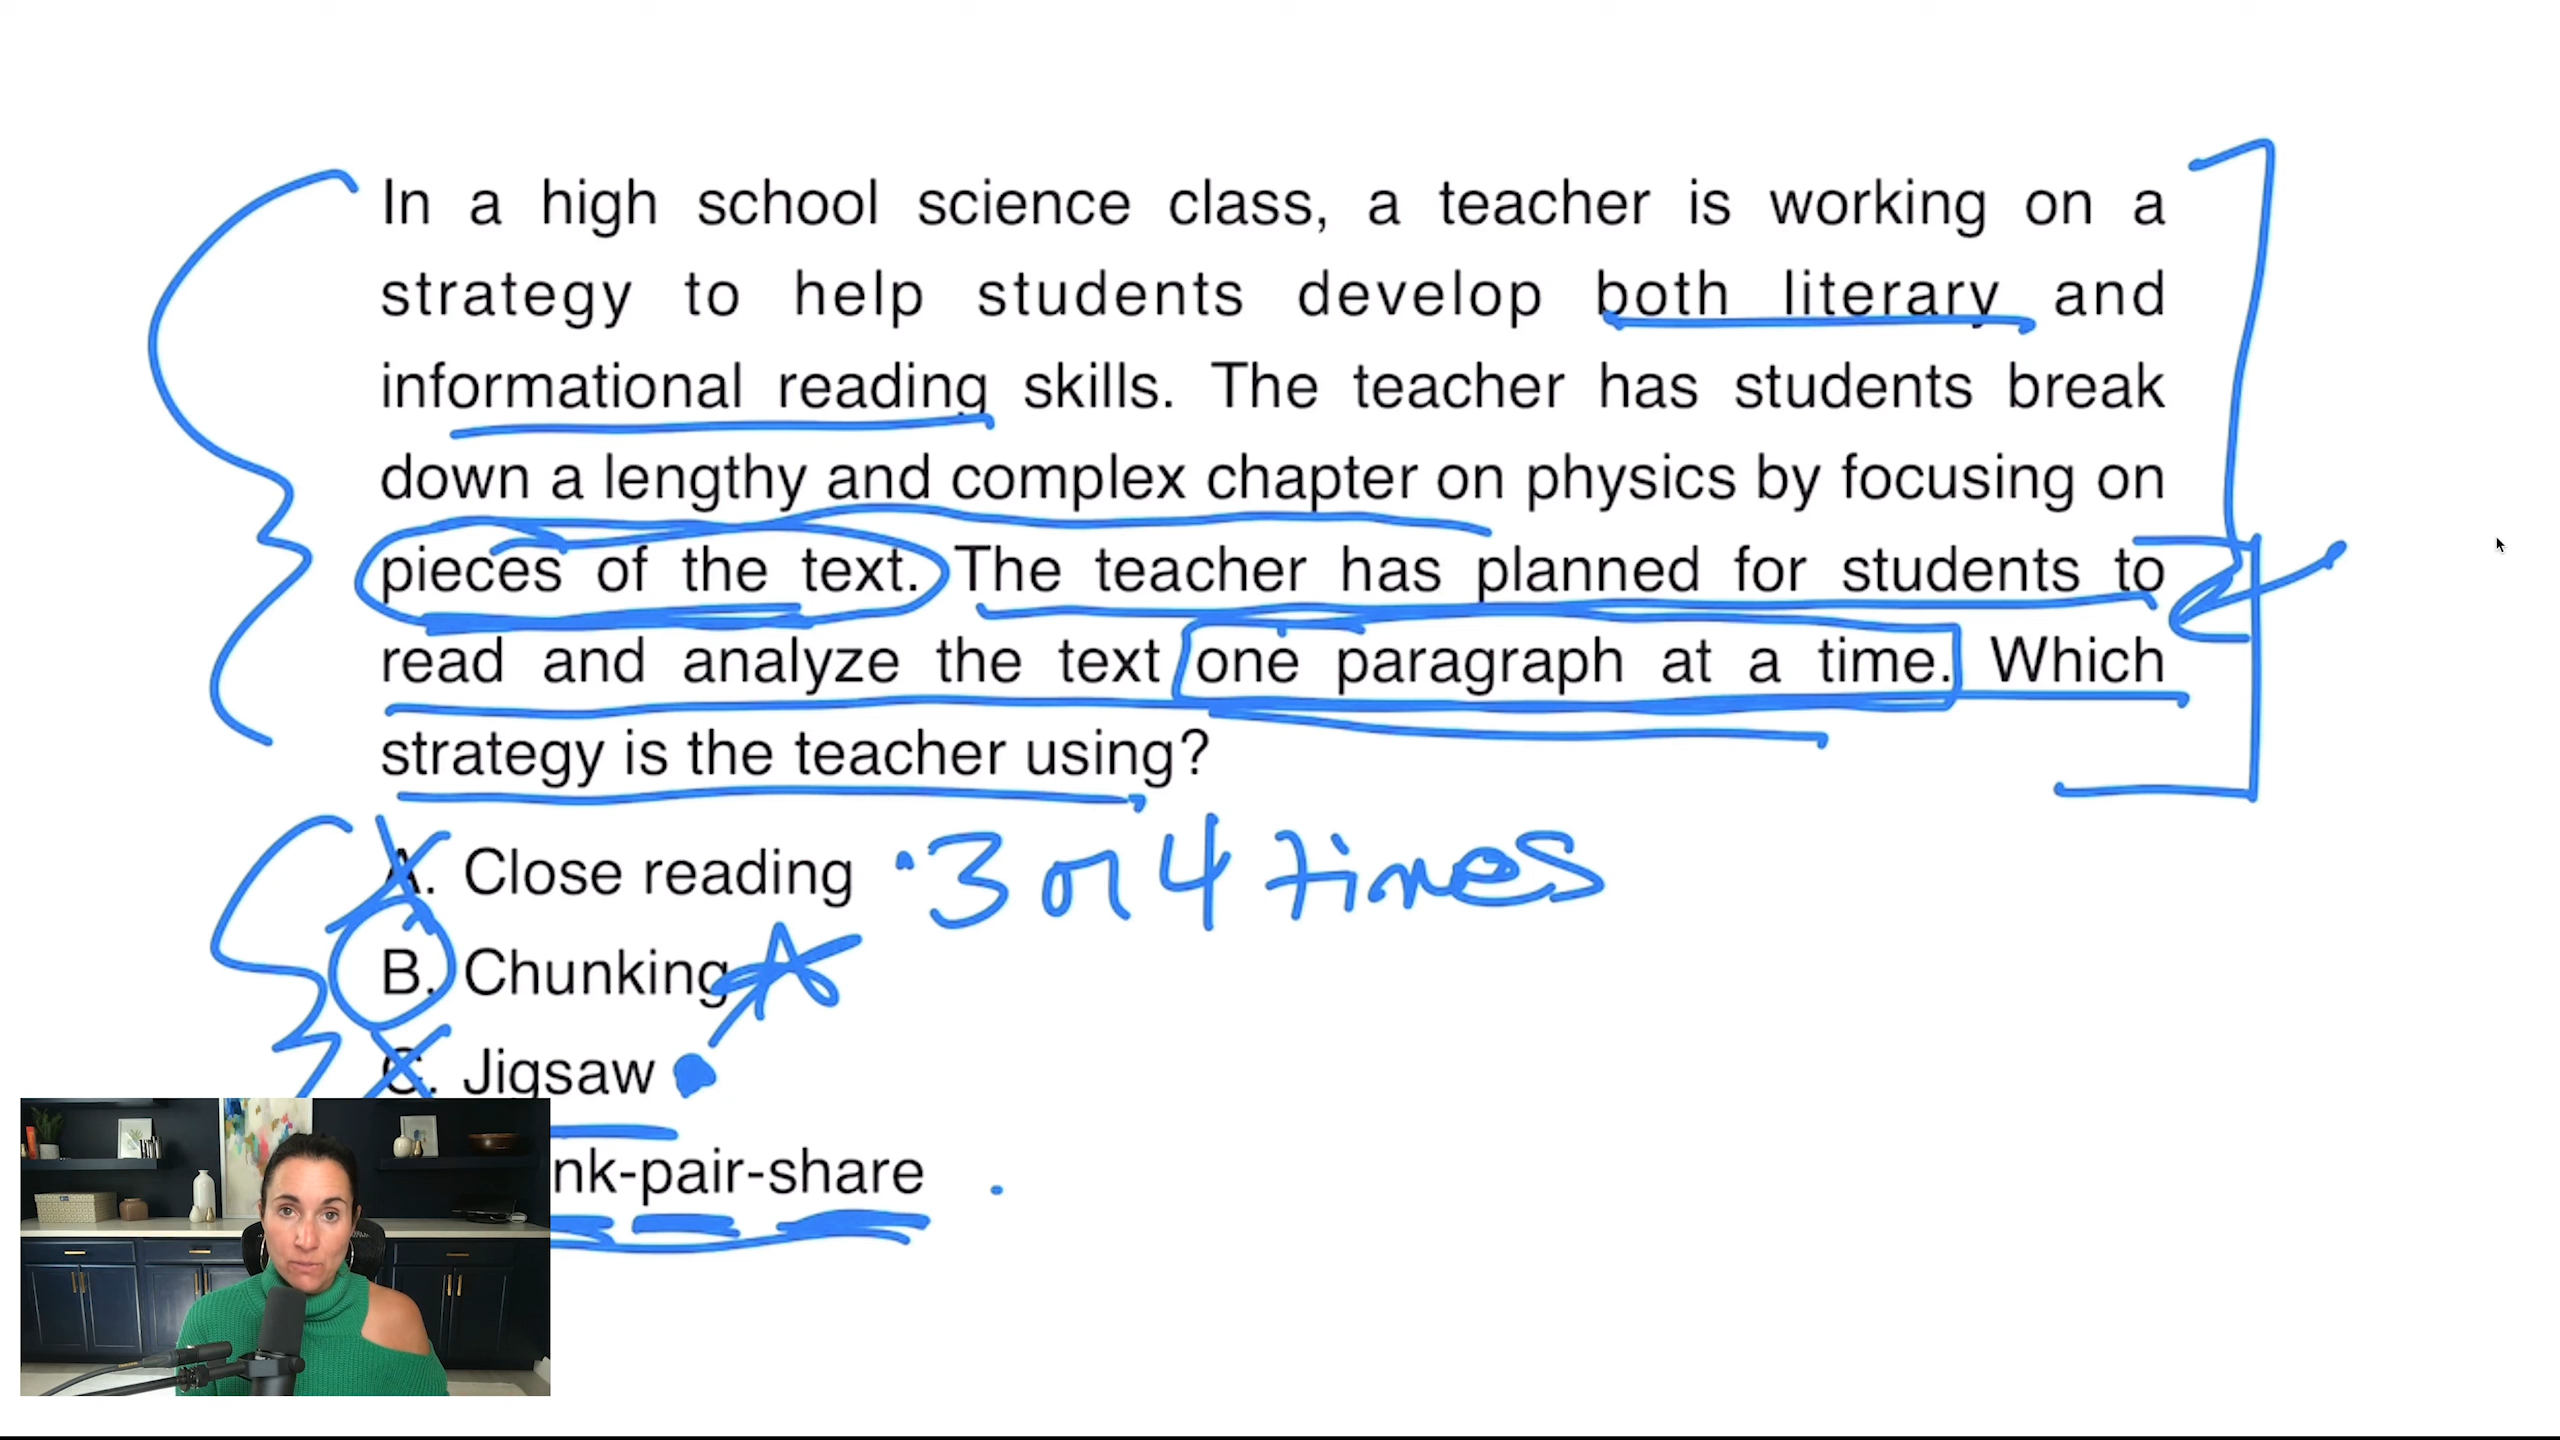 In a high school science class, a teacher is working on a
strategy to help students develop both literary and
informational reading skills. The teacher has students break
down a lengthy and complex chapter on physics by focusing on
pieces of the text. The teacher has planned for students to
read and analyze the text one paragraph at a time. Which
strategy is the teacher using?
A. Close reading 3 or 4 times
B. Chunking
C. Jigsaw
nk-pair-share